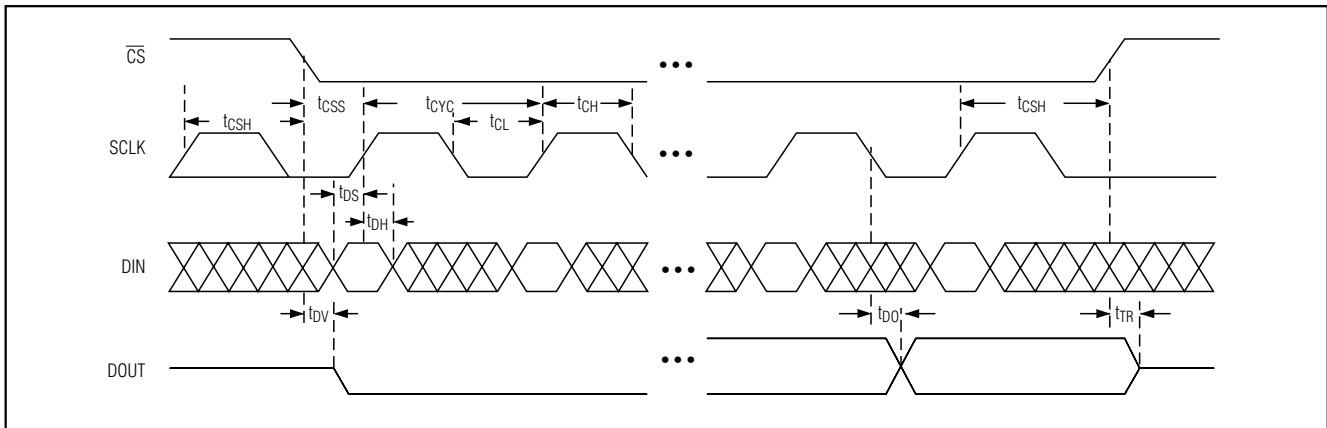 CS
tCSS
tCYC
tCH
tCSH
tCSH
tCL
SCLK
tDS
tDH
DIN
tDV
tDO
tTR
DOUT